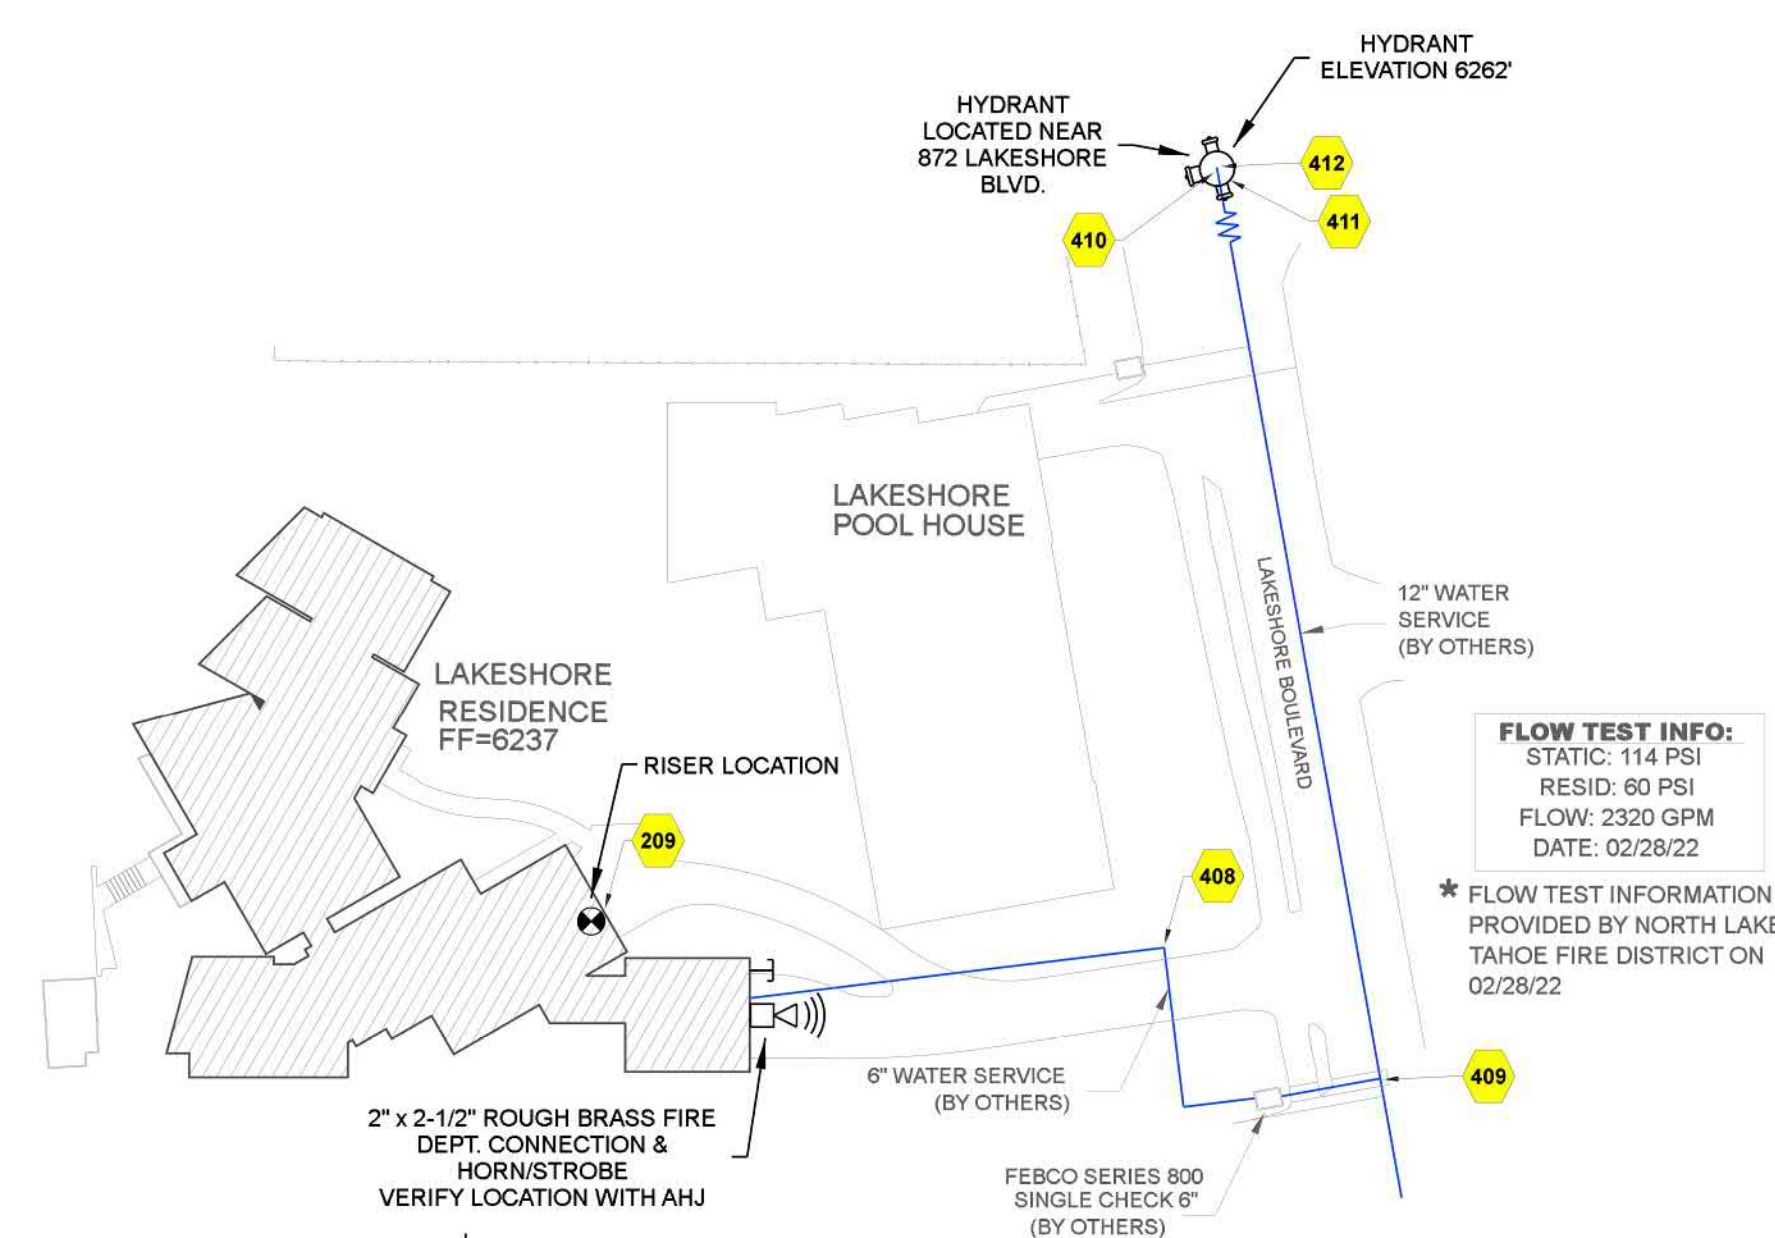 HYDRANT
ELEVATION 6262'
HYDRANT
LOCATED NEAR
872 LAKESHORE
BLVD.
412
411
410
LAKESHORE
POOL HOUSE
LAKESHORE BOULEVARD
12" WATER
SERVICE
(BY OTHERS)
LAKESHORE
RESIDENCE
FF=6237
RISER LOCATION
209
408
FLOW TEST INFO:
STATIC: 114 PSI
RESID: 60 PSI
FLOW: 2320 GPM
DATE: 02/28/22
* FLOW TEST INFORMATION
PROVIDED BY NORTH LAKE
TAHOE FIRE DISTRICT ON
02/28/22
409
6" WATER SERVICE
(BY OTHERS)
2" x 2-1/2" ROUGH BRASS FIRE
DEPT. CONNECTION &
HORN/STROBE
VERIFY LOCATION WITH AHJ
FEBCO SERIES 800
SINGLE CHECK 6"
(BY OTHERS)